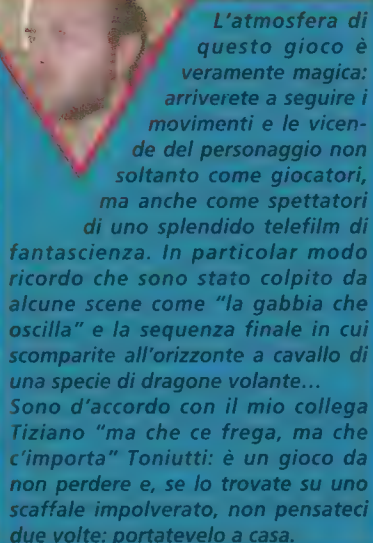 L'atmosfera di
questo gioco è
veramente magica:
arriverete a seguire i
movimenti e le vicen-
de del personaggio non
soltanto come giocatori,
ma anche come spettatori
di uno splendido telefilm di
fantascienza. In particolar modo
ricordo che sono stato colpito da
alcune scene come "la gabbia che
oscilla" e la sequenza finale in cui
scomparite all'orizzonte a cavallo di
una specie di dragone volante...
Sono d'accordo con il mio collega
Tiziano "ma che ce frega, ma che
c'importa" Toniutti: è un gioco da
non perdere e, se lo trovate su uno
scaffale impolverato, non pensateci
due volte: portatevelo a casa.